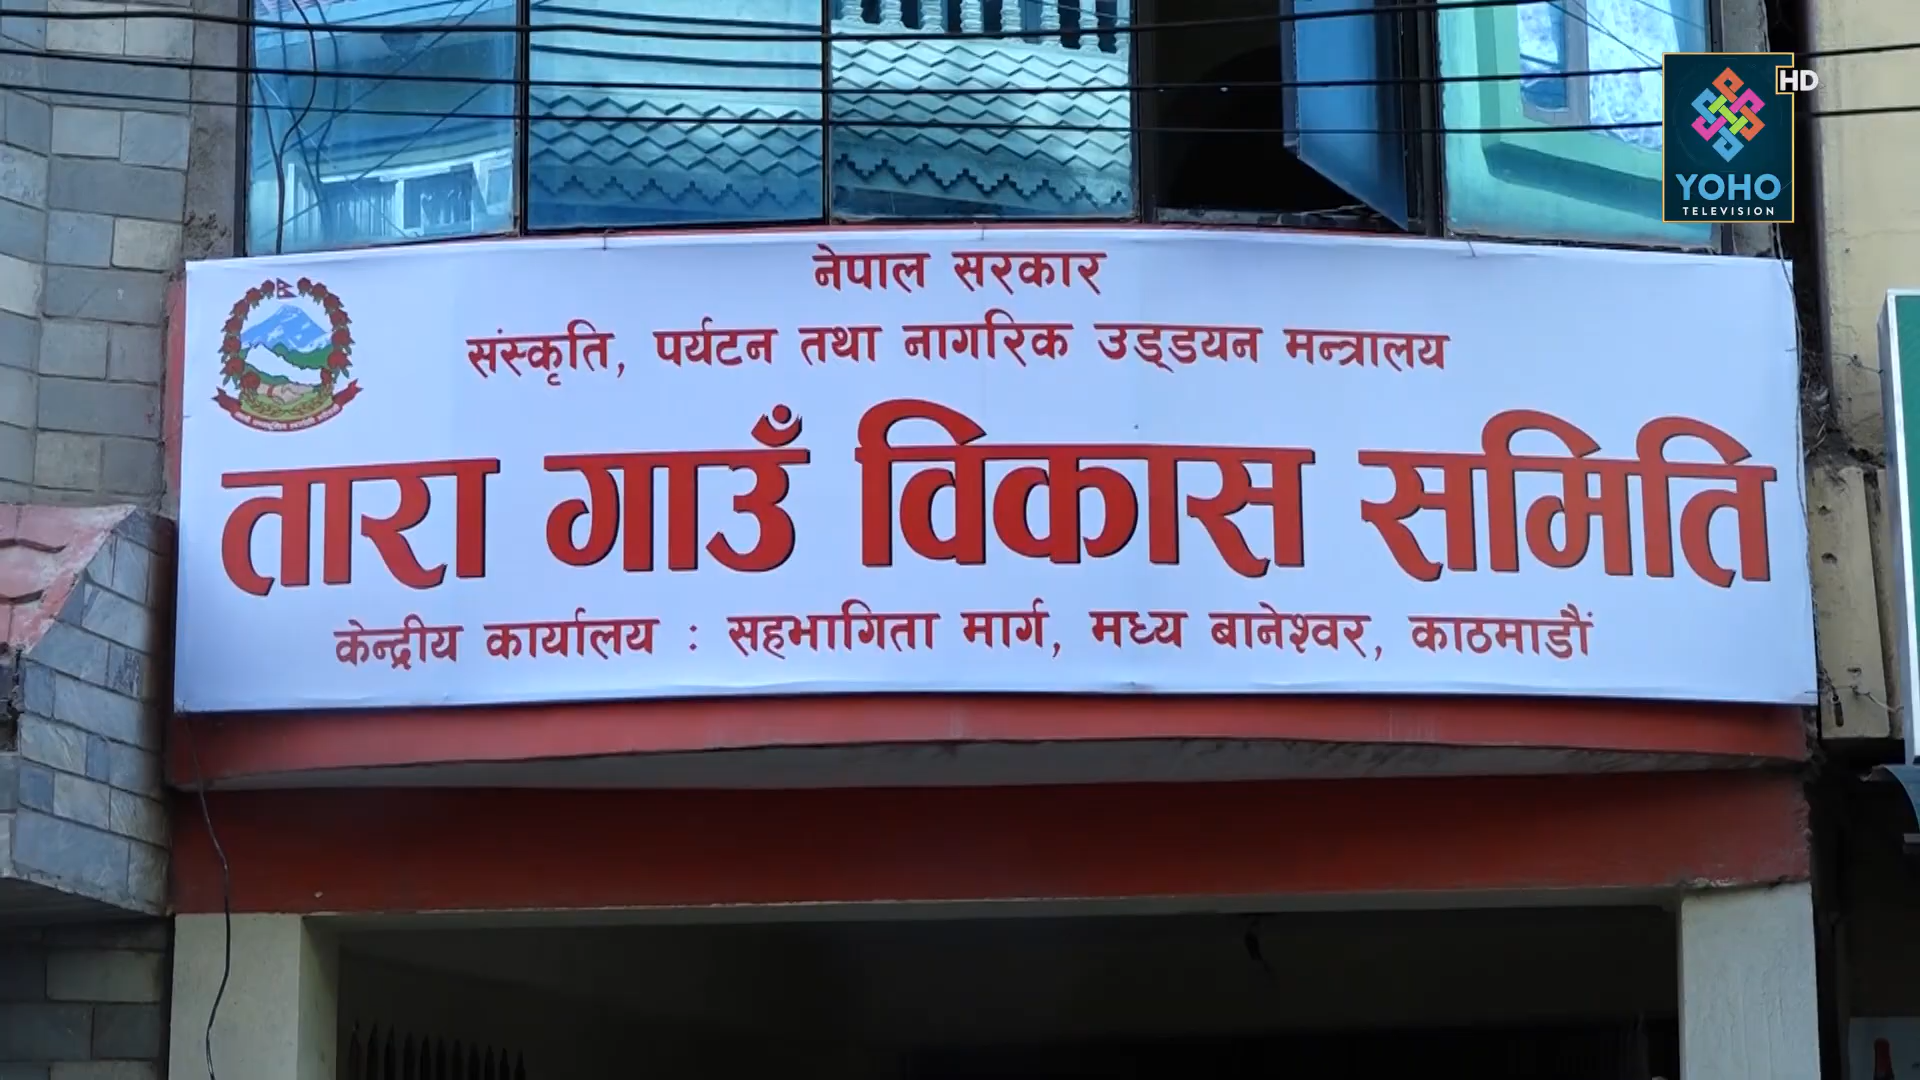 YOHO
TELEVISION
HD
नेपाल सरकार
संस्कृति, पर्यटन तथा नागरिक उड्डयन मन्त्रालय
तारा गाउँ विकास समिति
केन्द्रीय कार्यालय : सहभागिता मार्ग, मध्य बानेश्वर, काठमाडौं